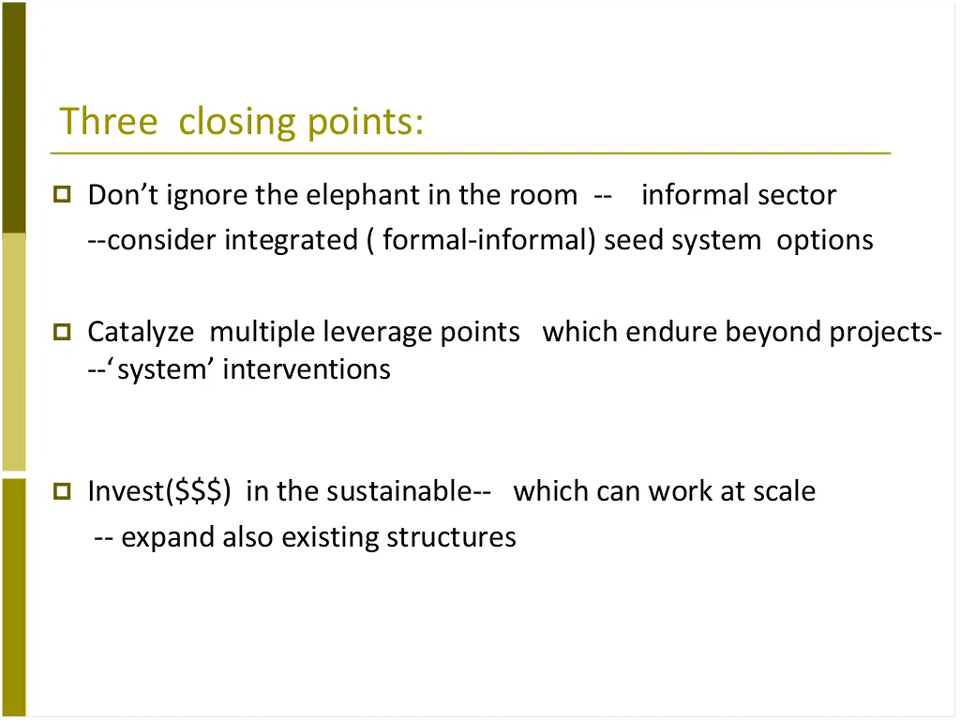 Three closing points:
Don’t ignore the elephant in the room -- informal sector
--consider integrated ( formal-informal) seed system options
Catalyze multiple leverage points which endure beyond projects-
--‘system’ interventions
Invest($$$) in the sustainable-- which can work at scale
-- expand also existing structures